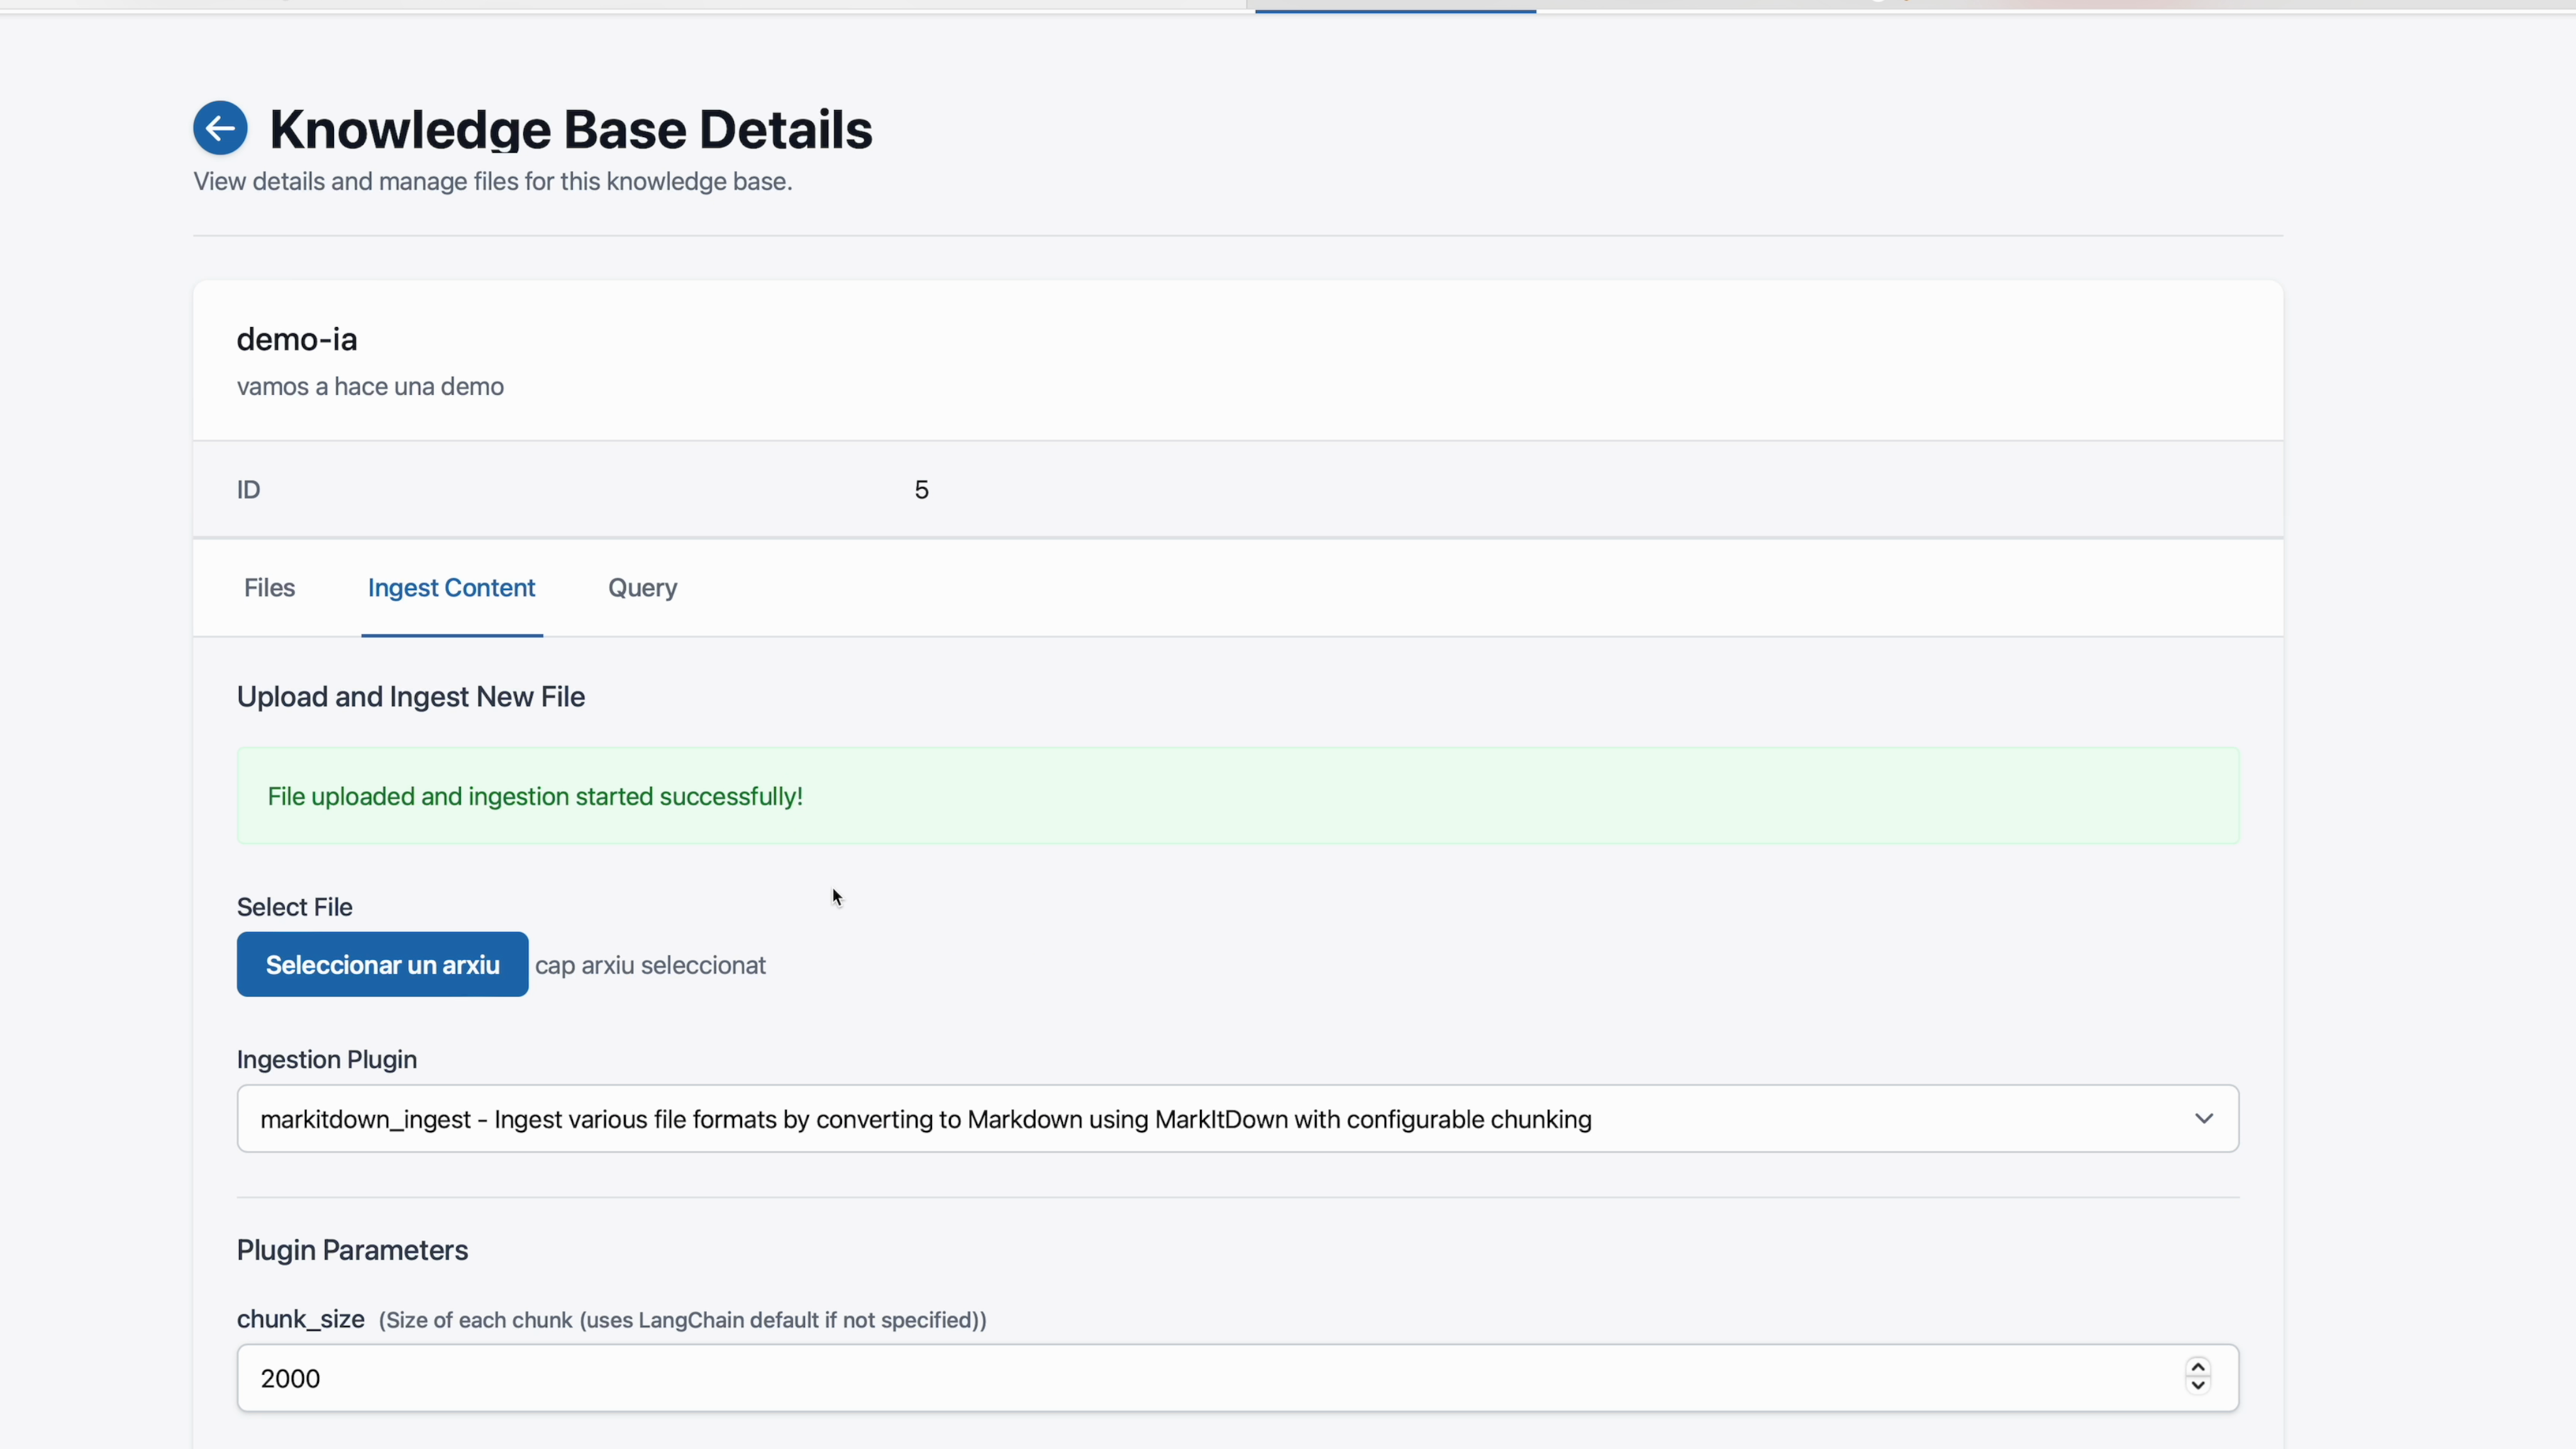 Knowledge Base Details
View details and manage files for this knowledge base.
demo-ia
vamos a hace una demo
ID 5
Files Ingest Content Query
Upload and Ingest New File
File uploaded and ingestion started successfully!
Select File
Seleccionar un arxiu cap arxiu seleccionat
Ingestion Plugin
markitdown_ingest - Ingest various file formats by converting to Markdown using MarkItDown with configurable chunking
Plugin Parameters
chunk_size (Size of each chunk (uses LangChain default if not specified))
2000